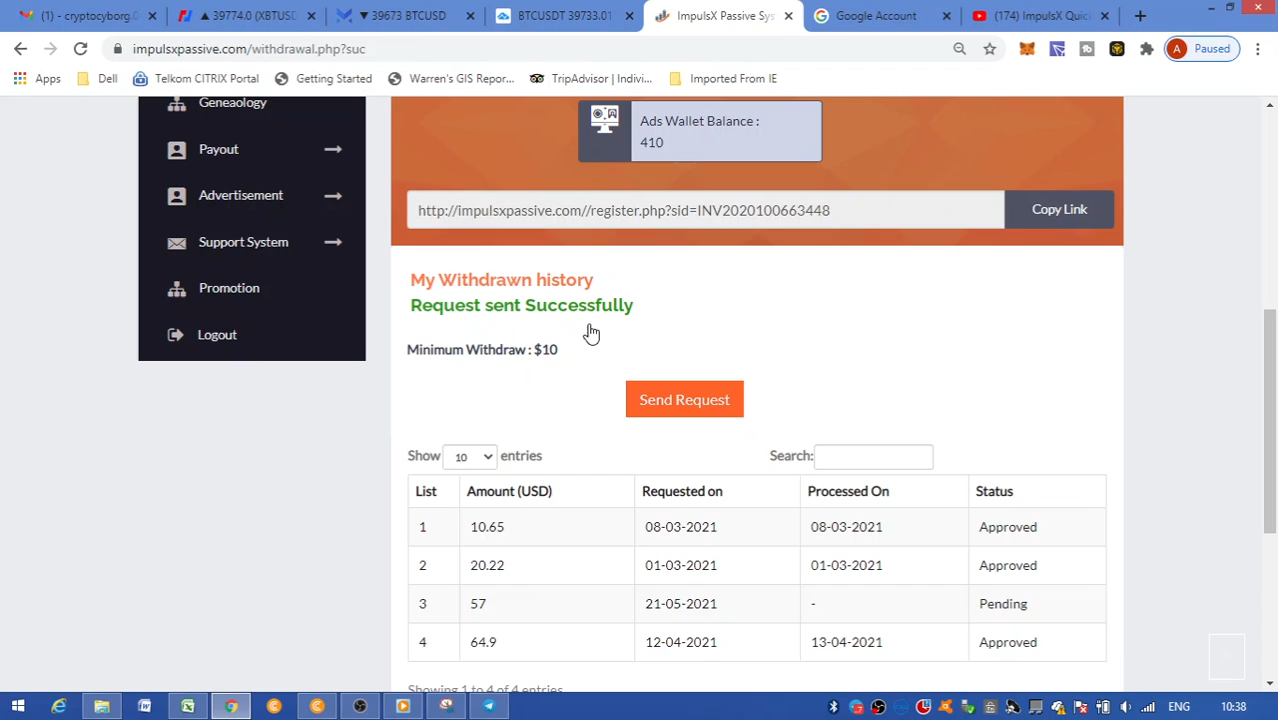 (1) - cryptocyborg.c
▲ 39774.0 (XBTUSD
▼ 39673 BTCUSD
BTCUSDT 39733.01
ImpulsX Passive Sys
Google Account
(174) ImpulsX Quic
impulsxpassive.com/withdrawal.php?suc
A Paused
Apps
Dell
Telkom CITRIX Portal
Getting Started
Warren's GIS Repor...
TripAdvisor | Indivi...
Imported From IE
Geneaology
Payout
Advertisement
Support System
Promotion
Logout
Ads Wallet Balance :
410
http://impulsxpassive.com//register.php?sid=INV2020100663448
Copy Link
My Withdrawn history
Request sent Successfully
Minimum Withdraw : $10
Send Request
Show 10 entries
Search:
List Amount (USD) Requested on Processed On Status
1 10.65 08-03-2021 08-03-2021 Approved
2 20.22 01-03-2021 01-03-2021 Approved
3 57 21-05-2021 - Pending
4 64.9 12-04-2021 13-04-2021 Approved
Showing 1 to 4 of 4 entries
ENG
10:38